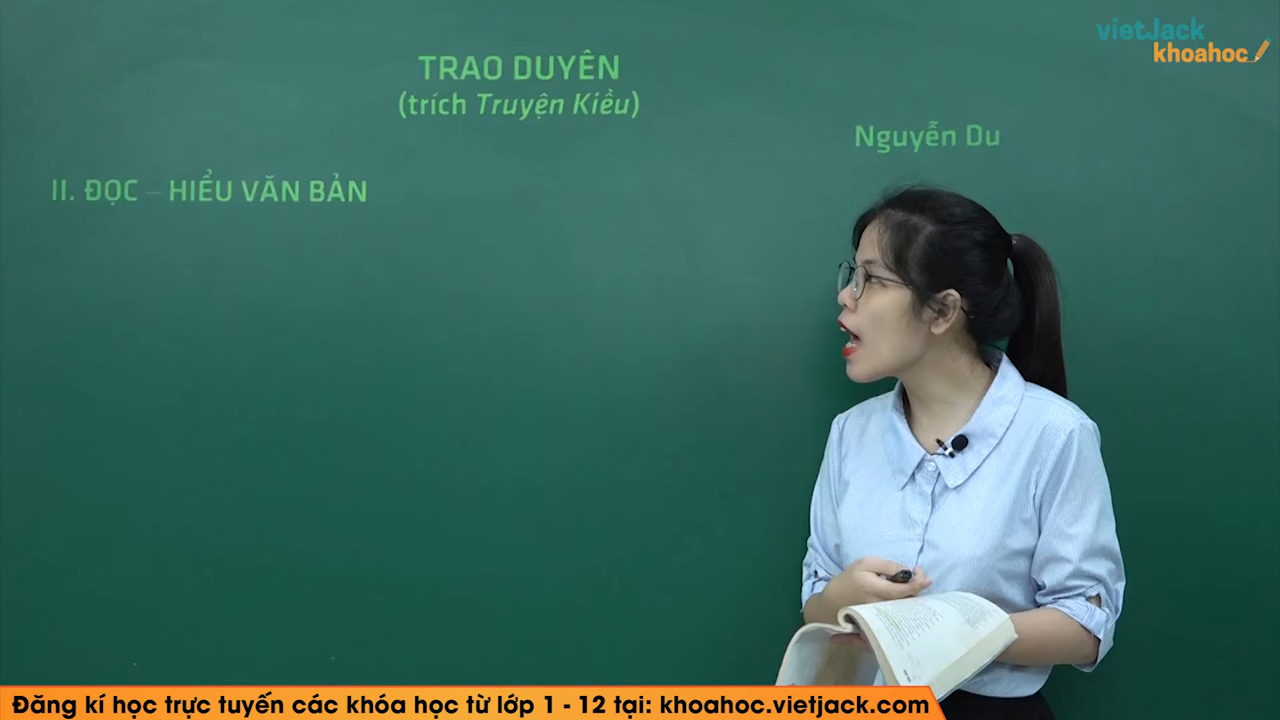 vietJack
khoahoc
TRAO DUYÊN
(trích Truyện Kiều)
Nguyễn Du
II. ĐỌC – HIỂU VĂN BẢN
Đăng kí học trực tuyến các khóa học từ lớp 1 - 12 tại: khoahoc.vietjack.com